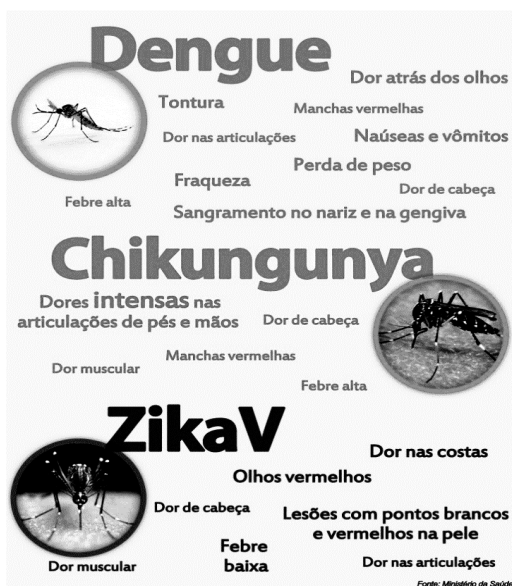 Dengue
Dor atrás dos olhos
Tontura
Manchas vermelhas
Dor nas articulações
Naúseas e vômitos
Perda de peso
Fraqueza
Dor de cabeça
Febre alta
Sangramento no nariz e na gengiva
Chikungunya
Dores intensas nas
articulações de pés e mãos
Dor de cabeça
Manchas vermelhas
Dor muscular
Febre alta
ZikaV
Dor nas costas
Olhos vermelhos
Dor de cabeça
Lesões com pontos brancos
e vermelhos na pele
Febre
baixa
Dor nas articulações
Dor muscular
Fonte: Ministério da Saúde